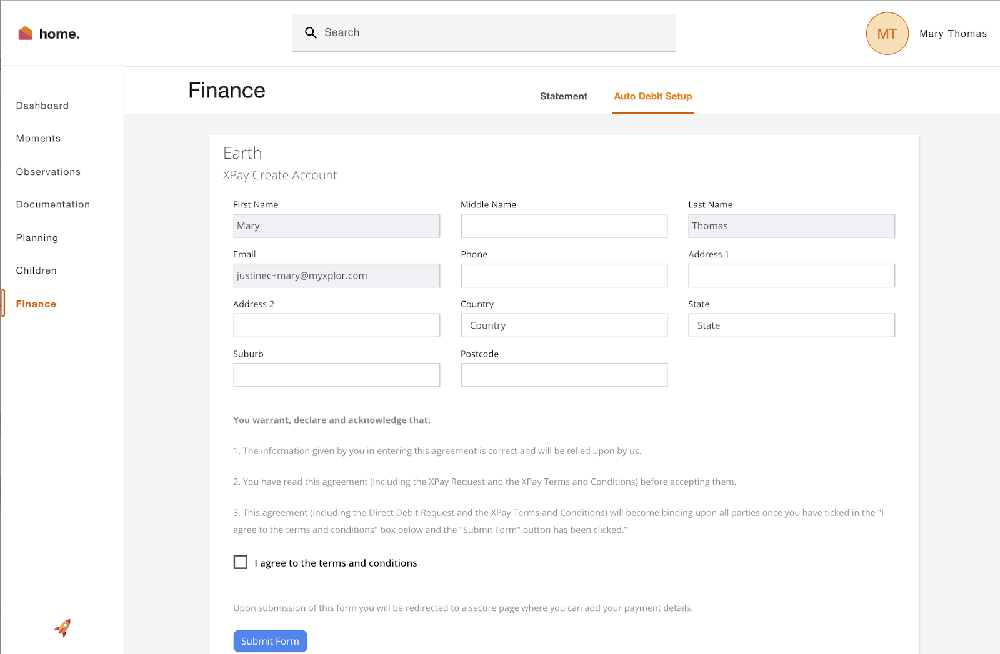 home.
Search
MT
Mary Thomas
Dashboard
Moments
Observations
Documentation
Planning
Children
Finance
Finance
Statement
Auto Debit Setup
Earth
XPay Create Account
First Name
Middle Name
Last Name
Mary
Thomas
Email
Phone
Address 1
justinec+mary@myxplor.com
Address 2
Country
State
Country
State
Suburb
Postcode
You warrant, declare and acknowledge that:
1. The information given by you in entering this agreement is correct and will be relied upon by us.
2. You have read this agreement (including the XPay Request and the XPay Terms and Conditions) before accepting them.
3. This agreement (including the Direct Debit Request and the XPay Terms and Conditions) will become binding upon all parties once you have ticked in the "I
agree to the terms and conditions" box below and the "Submit Form" button has been clicked.”
I agree to the terms and conditions
Upon submission of this form you will be redirected to a secure page where you can add your payment details.
Submit Form